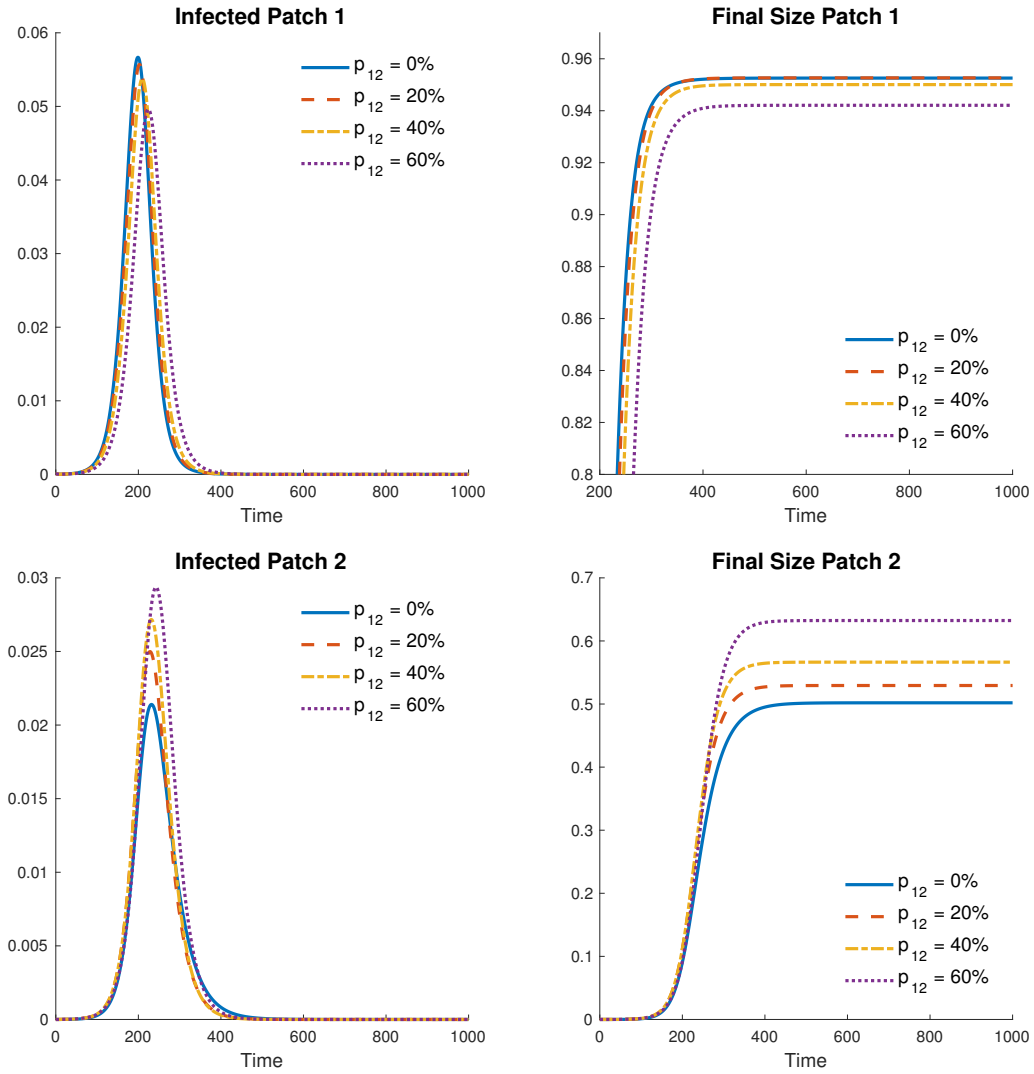 Infected Patch 1
0.06
0.05
0.04
0.03
0.02
0.01
0
0 200 400 600 800 1000
Time
p12 = 0%
p12 = 20%
p12 = 40%
p12 = 60%
Final Size Patch 1
0.96
0.94
0.92
0.9
0.88
0.86
0.84
0.82
0.8
200 400 600 800 1000
Time
p12 = 0%
p12 = 20%
p12 = 40%
p12 = 60%
Infected Patch 2
0.03
0.025
0.02
0.015
0.01
0.005
0
0 200 400 600 800 1000
Time
p12 = 0%
p12 = 20%
p12 = 40%
p12 = 60%
Final Size Patch 2
0.7
0.6
0.5
0.4
0.3
0.2
0.1
0
0 200 400 600 800 1000
Time
p12 = 0%
p12 = 20%
p12 = 40%
p12 = 60%